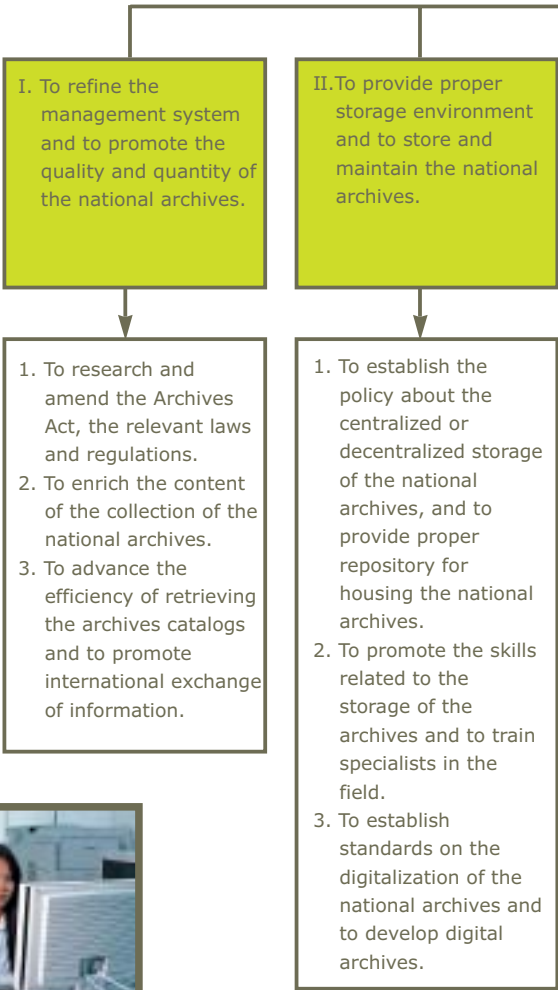 I. To refine the
management system
and to promote the
quality and quantity of
the national archives.
1. To research and
amend the Archives
Act, the relevant laws
and regulations.
2. To enrich the content
of the collection of the
national archives.
3. To advance the
efficiency of retrieving
the archives catalogs
and to promote
international exchange
of information.
II.To provide proper
storage environment
and to store and
maintain the national
archives.
1. To establish the
policy about the
centralized or
decentralized storage
of the national
archives, and to
provide proper
repository for
housing the national
archives.
2. To promote the skills
related to the
storage of the
archives and to train
specialists in the
field.
3. To establish
standards on the
digitalization of the
national archives and
to develop digital
archives.